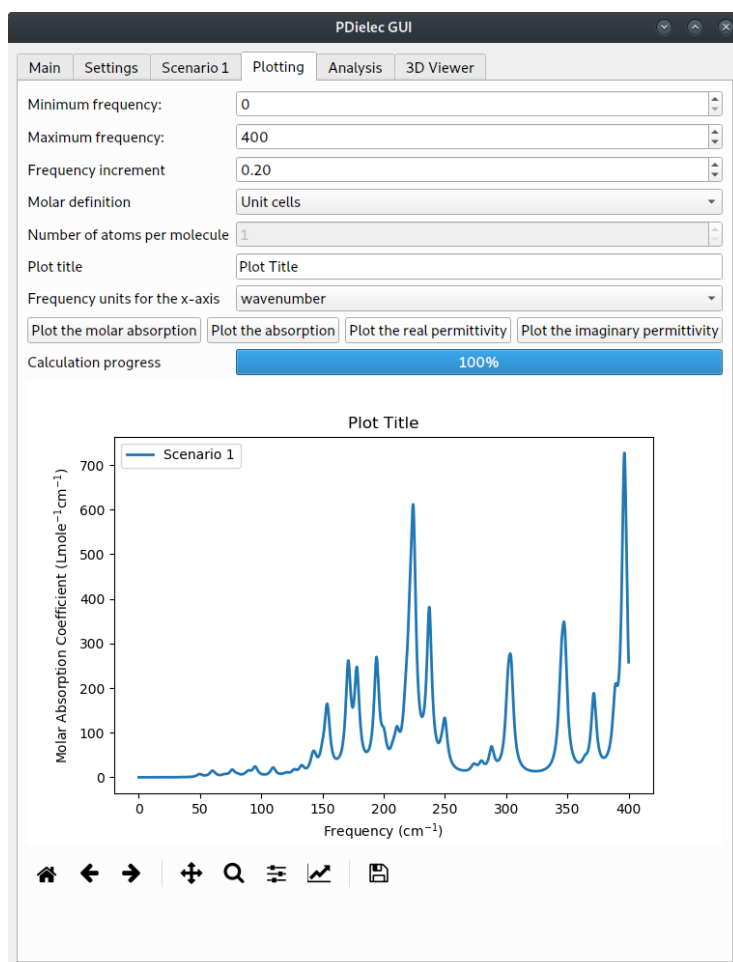 PDielec GUI
Main Settings Scenario 1 Plotting Analysis 3D Viewer
Minimum frequency: 0
Maximum frequency: 400
Frequency increment 0.20
Molar definition Unit cells
Number of atoms per molecule 1
Plot title Plot Title
Frequency units for the x-axis wavenumber
Plot the molar absorption Plot the absorption Plot the real permittivity Plot the imaginary permittivity
Calculation progress 100%
Plot Title
Scenario 1
Molar Absorption Coefficient (Lmole⁻¹cm⁻¹)
700
600
500
400
300
200
100
0
0 50 100 150 200 250 300 350 400
Frequency (cm⁻¹)